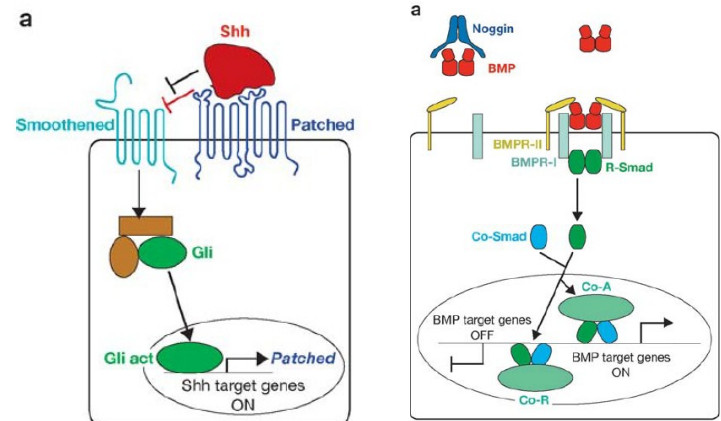 a
Shh
Smoothened
Patched
Gli
Gli act
Patched
Shh target genes
ON
a
Noggin
BMP
BMPR-II
BMPR-I
R-Smad
Co-Smad
Co-A
BMP target genes
OFF
BMP target genes
ON
Co-R